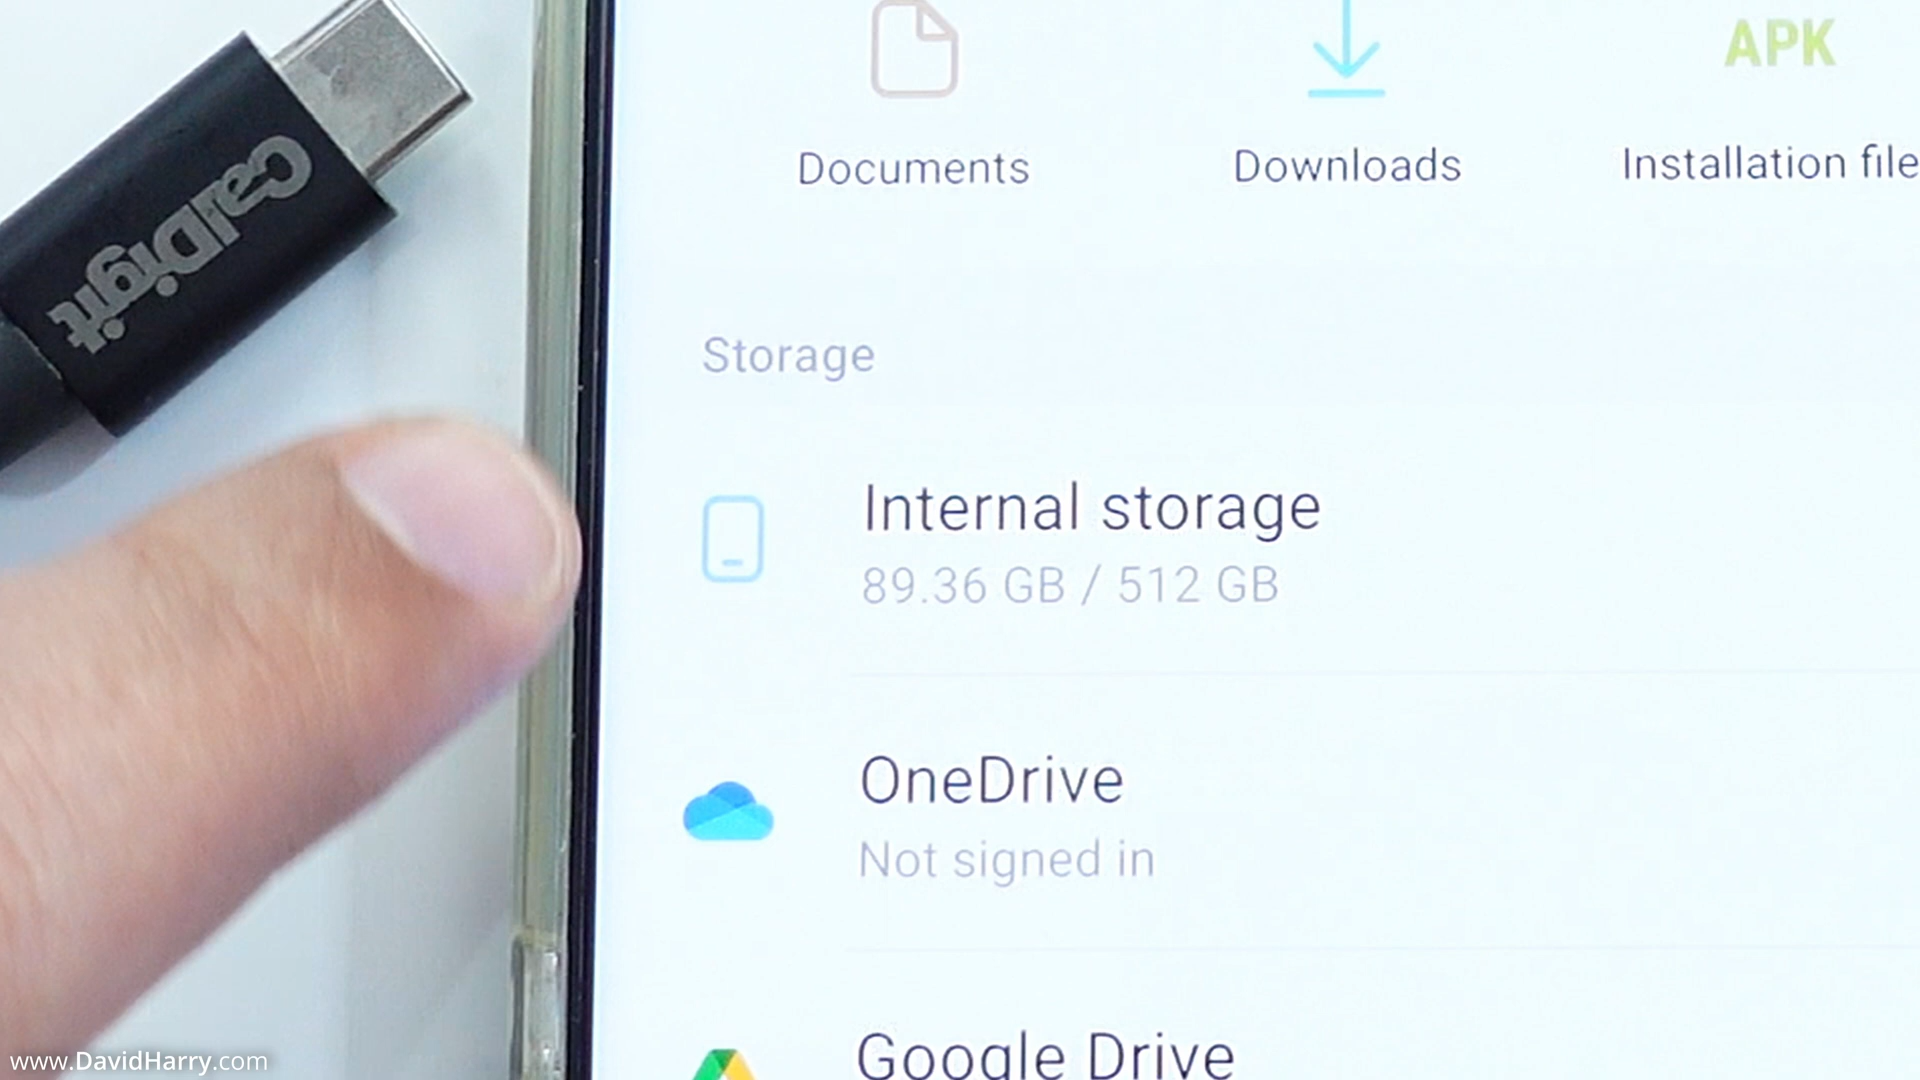 CalDigit
APK
Documents
Downloads
Installation file
Storage
Internal storage
89.36 GB / 512 GB
OneDrive
Not signed in
Google Drive
www.DavidHarry.com